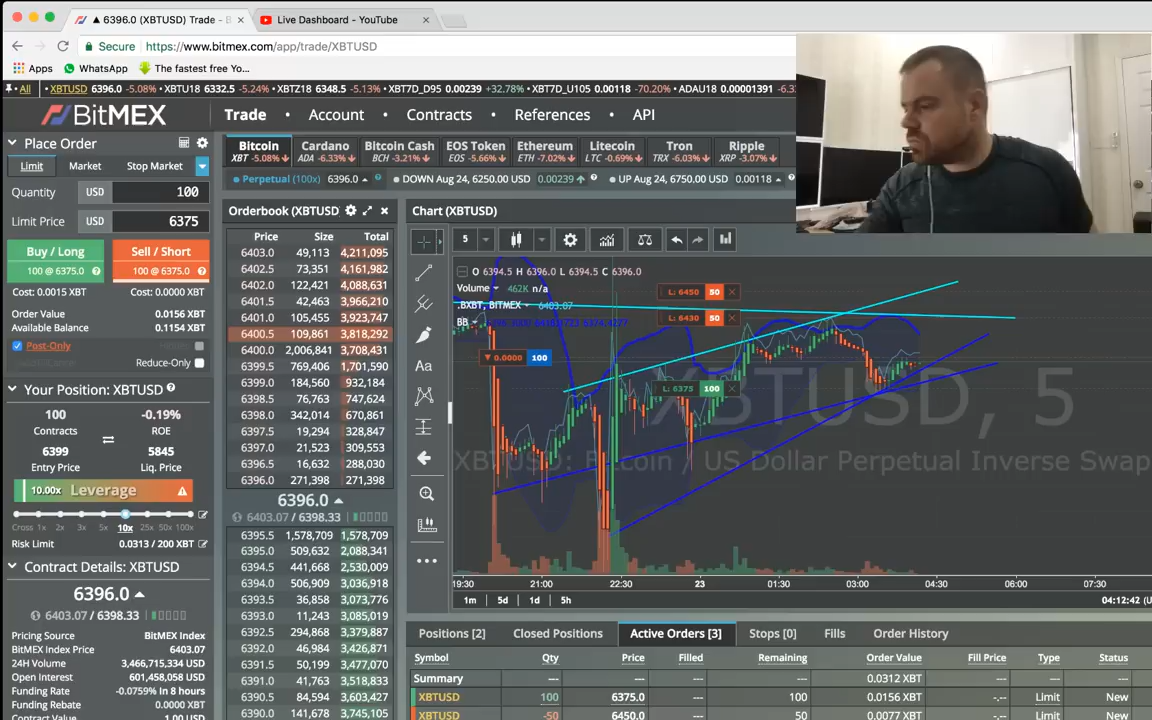 ▲ 6396.0 (XBTUSD) Trade - B
Live Dashboard - YouTube
Secure https://www.bitmex.com/app/trade/XBTUSD
Apps WhatsApp The fastest free Yo...
All XBTUSD 6396.0 -5.08% • XBTU18 6332.5 -5.24% • XBTZ18 6348.5 -5.13% • XBT7D_D95 0.00239 +32.78% • XBT7D_U105 0.00118 -70.20% • ADAU18 0.00001391
BitMEX
Trade • Account • Contracts • References • API
Place Order
Limit Market Stop Market
Quantity USD 100
Limit Price USD 6375
Buy / Long
100 @ 6375.0
Sell / Short
100 @ 6375.0
Cost: 0.0015 XBT Cost: 0.0000 XBT
Order Value 0.0156 XBT
Available Balance 0.1154 XBT
Post-Only
Reduce-Only
Your Position: XBTUSD
100 -0.19%
Contracts ROE
6399 5845
Entry Price Liq. Price
10.00x Leverage
Cross 1x 2x 3x 5x 10x 25x 50x 100x
Risk Limit 0.0313 / 200 XBT
Contract Details: XBTUSD
6396.0
6403.07 / 6398.33
Pricing Source BitMEX Index
BitMEX Index Price 6403.07
24H Volume 3,466,715,334 USD
Open Interest 601,458,058 USD
Funding Rate -0.0759% in 8 hours
Funding Rebate 0.0000 XBT
Contract Value 1.00 USD
Bitcoin
XBT -5.08%
Cardano
ADA -6.33%
Bitcoin Cash
BCH -3.21%
EOS Token
EOS -5.66%
Ethereum
ETH -7.02%
Litecoin
LTC -0.69%
Tron
TRX -6.03%
Ripple
XRP -3.07%
Perpetual (100x) 6396.0 • DOWN Aug 24, 6250.00 USD 0.00239 • UP Aug 24, 6750.00 USD 0.00118
Orderbook (XBTUSD
Price Size Total
6403.0 49,113 4,211,095
6402.5 73,351 4,161,982
6402.0 122,421 4,088,631
6401.5 42,463 3,966,210
6401.0 105,455 3,923,747
6400.5 109,861 3,818,292
6400.0 2,006,841 3,708,431
6399.5 769,406 1,701,590
6399.0 184,560 932,184
6398.5 76,763 747,624
6398.0 342,014 670,861
6397.5 19,294 328,847
6397.0 21,523 309,553
6396.5 16,632 288,030
6396.0 271,398 271,398
6396.0
6403.07 / 6398.33
6395.5 1,578,709 1,578,709
6395.0 509,632 2,088,341
6394.5 441,668 2,530,009
6394.0 506,909 3,036,918
6393.5 36,858 3,073,776
6393.0 11,243 3,085,019
6392.5 294,868 3,379,887
6392.0 46,984 3,426,871
6391.5 50,199 3,477,070
6391.0 41,763 3,518,833
6390.5 84,594 3,603,427
6390.0 141,678 3,745,105
Chart (XBTUSD)
5
O 6394.5 H 6396.0 L 6394.5 C 6396.0
Volume 462K n/a
.BXBT, BITMEX 6403.07
BB
L: 6450 50
L: 6430 50
0.0000 100
L: 6375 100
XBTUSD, 5
XBTUSD: Bitcoin / US Dollar Perpetual Inverse Swap
Aa
19:30 21:00 22:30 23 01:30 03:00 04:30 06:00 07:30
1m 5d 1d 5h
04:12:42 (U
Positions [2] Closed Positions Active Orders [3] Stops [0] Fills Order History
Symbol Qty Price Filled Remaining Order Value Fill Price Type Status
Summary 0.0312 XBT
XBTUSD 100 6375.0 --- 100 0.0156 XBT -.-- Limit New
XBTUSD -50 6450.0 --- 50 0.0077 XBT -.-- Limit New